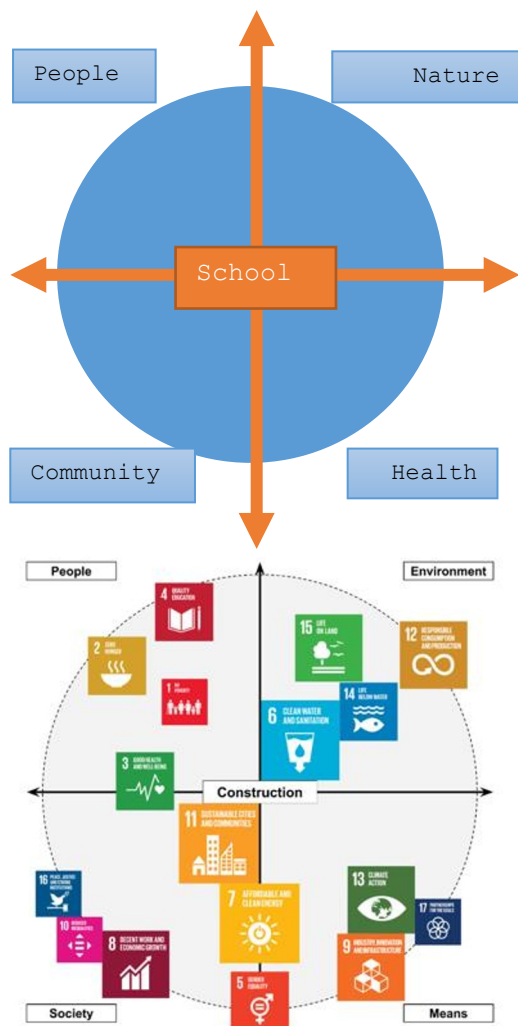 People
Nature
School
Community
Health
People
Environment
4 QUALITY
EDUCATION
15 LIFE
ON LAND
12 RESPONSIBLE
CONSUMPTION
AND PRODUCTION
2 ZERO
HUNGER
1 NO
POVERTY
14 LIFE
BELOW WATER
6 CLEAN WATER
AND SANITATION
3 GOOD HEALTH
AND WELL-BEING
Construction
11 SUSTAINABLE CITIES
AND COMMUNITIES
16 PEACE, JUSTICE
AND STRONG
INSTITUTIONS
13 CLIMATE
ACTION
7 AFFORDABLE AND
CLEAN ENERGY
17 PARTNERSHIPS
FOR THE GOALS
10 REDUCED
INEQUALITIES
8 DECENT WORK AND
ECONOMIC GROWTH
9 INDUSTRY, INNOVATION
AND INFRASTRUCTURE
5 GENDER
EQUALITY
Society
Means